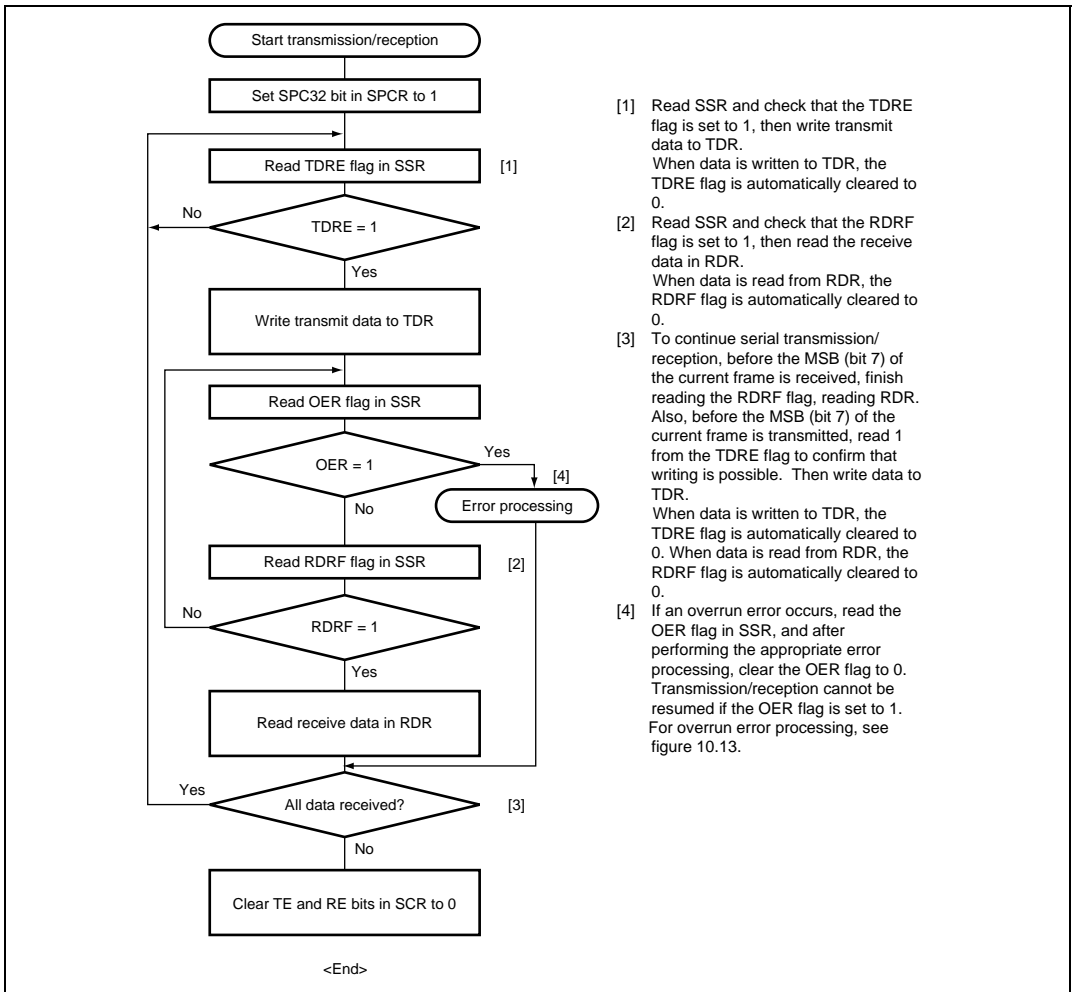 Start transmission/reception
Set SPC32 bit in SPCR to 1
Read TDRE flag in SSR
[1]
No
TDRE = 1
Yes
Write transmit data to TDR
Read OER flag in SSR
OER = 1
Yes
[4]
Error processing
No
Read RDRF flag in SSR
[2]
No
RDRF = 1
Yes
Read receive data in RDR
Yes
All data received?
[3]
No
Clear TE and RE bits in SCR to 0
<End>
[1] Read SSR and check that the TDRE
flag is set to 1, then write transmit
data to TDR.
When data is written to TDR, the
TDRE flag is automatically cleared to
0.
[2] Read SSR and check that the RDRF
flag is set to 1, then read the receive
data in RDR.
When data is read from RDR, the
RDRF flag is automatically cleared to
0.
[3] To continue serial transmission/
reception, before the MSB (bit 7) of
the current frame is received, finish
reading the RDRF flag, reading RDR.
Also, before the MSB (bit 7) of the
current frame is transmitted, read 1
from the TDRE flag to confirm that
writing is possible. Then write data to
TDR.
When data is written to TDR, the
TDRE flag is automatically cleared to
0. When data is read from RDR, the
RDRF flag is automatically cleared to
0.
[4] If an overrun error occurs, read the
OER flag in SSR, and after
performing the appropriate error
processing, clear the OER flag to 0.
Transmission/reception cannot be
resumed if the OER flag is set to 1.
For overrun error processing, see
figure 10.13.